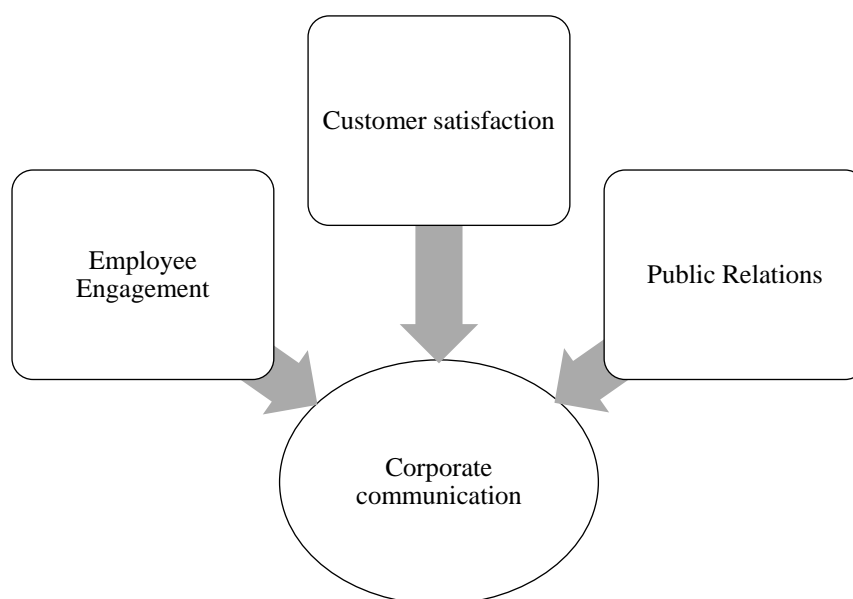 Customer satisfaction
Employee
Engagement
Public Relations
Corporate
communication